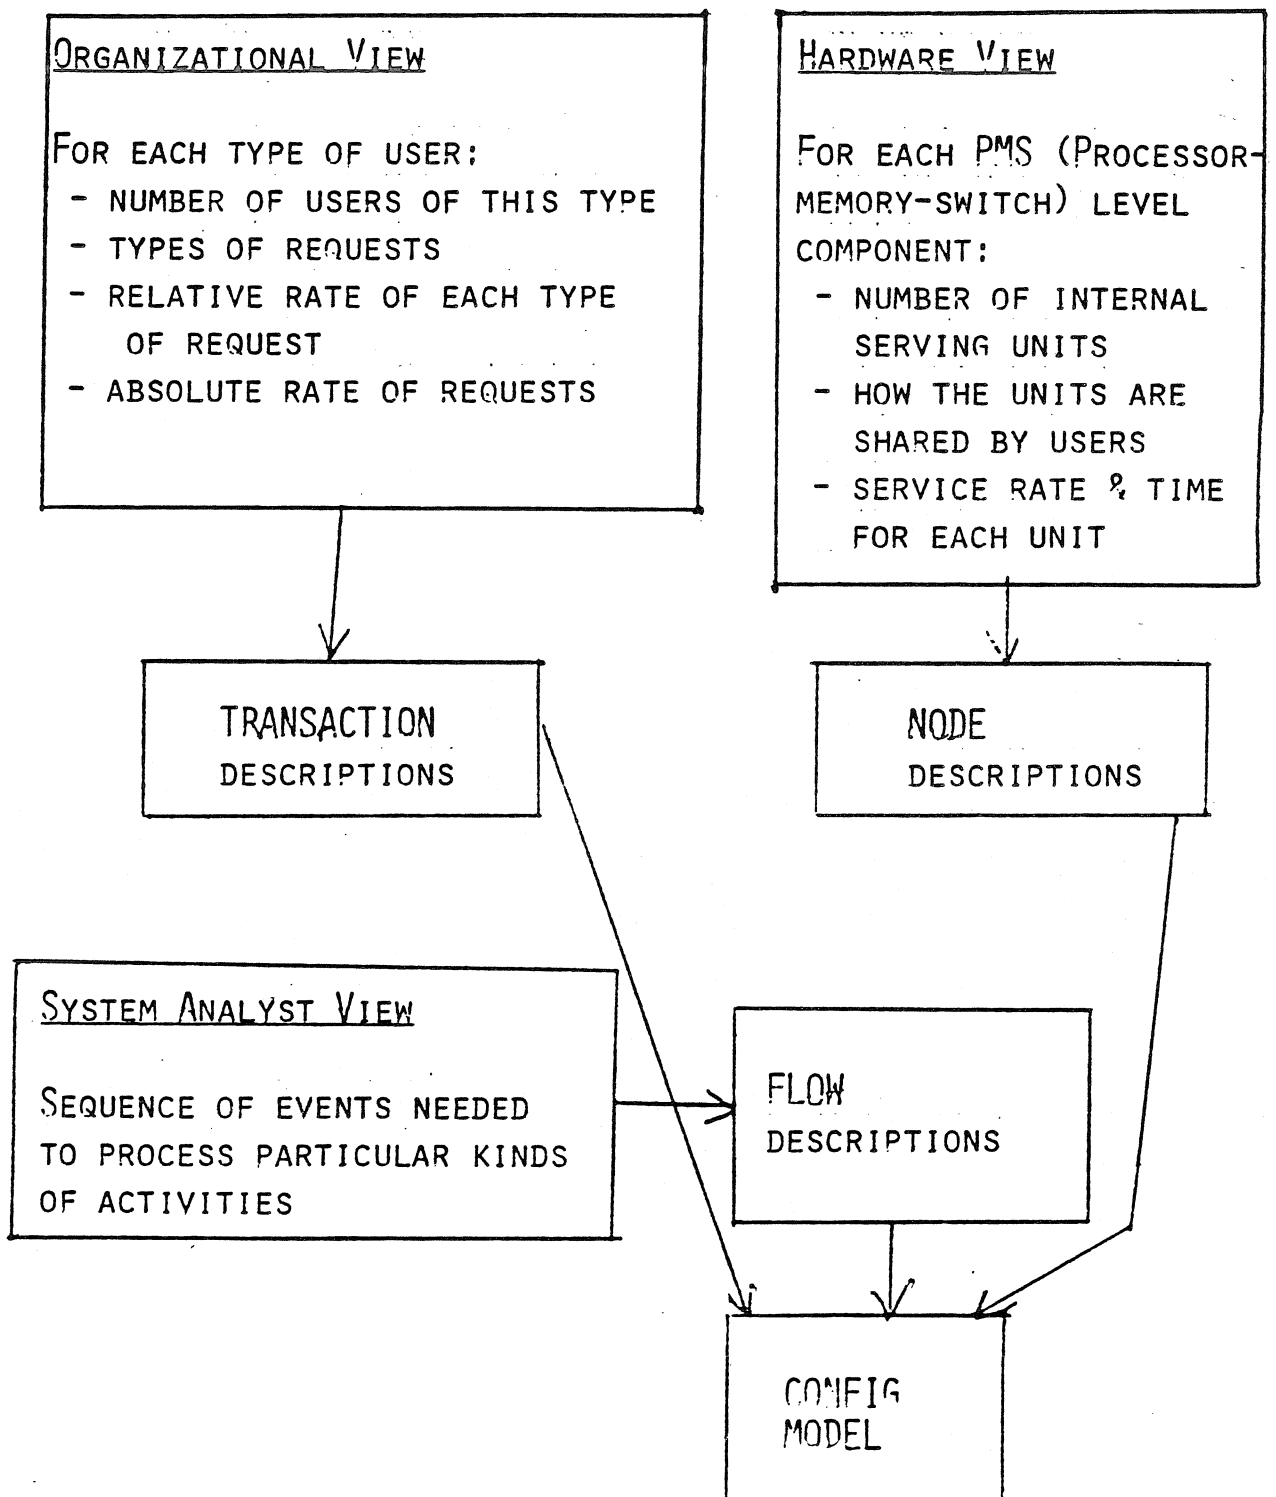 ORGANIZATIONAL VIEW
FOR EACH TYPE OF USER:
- NUMBER OF USERS OF THIS TYPE
- TYPES OF REQUESTS
- RELATIVE RATE OF EACH TYPE
OF REQUEST
- ABSOLUTE RATE OF REQUESTS
HARDWARE VIEW
FOR EACH PMS (PROCESSOR-
MEMORY-SWITCH) LEVEL
COMPONENT:
- NUMBER OF INTERNAL
SERVING UNITS
- HOW THE UNITS ARE
SHARED BY USERS
- SERVICE RATE & TIME
FOR EACH UNIT
TRANSACTION
DESCRIPTIONS
NODE
DESCRIPTIONS
SYSTEM ANALYST VIEW
SEQUENCE OF EVENTS NEEDED
TO PROCESS PARTICULAR KINDS
OF ACTIVITIES
FLOW
DESCRIPTIONS
CONFIG
MODEL